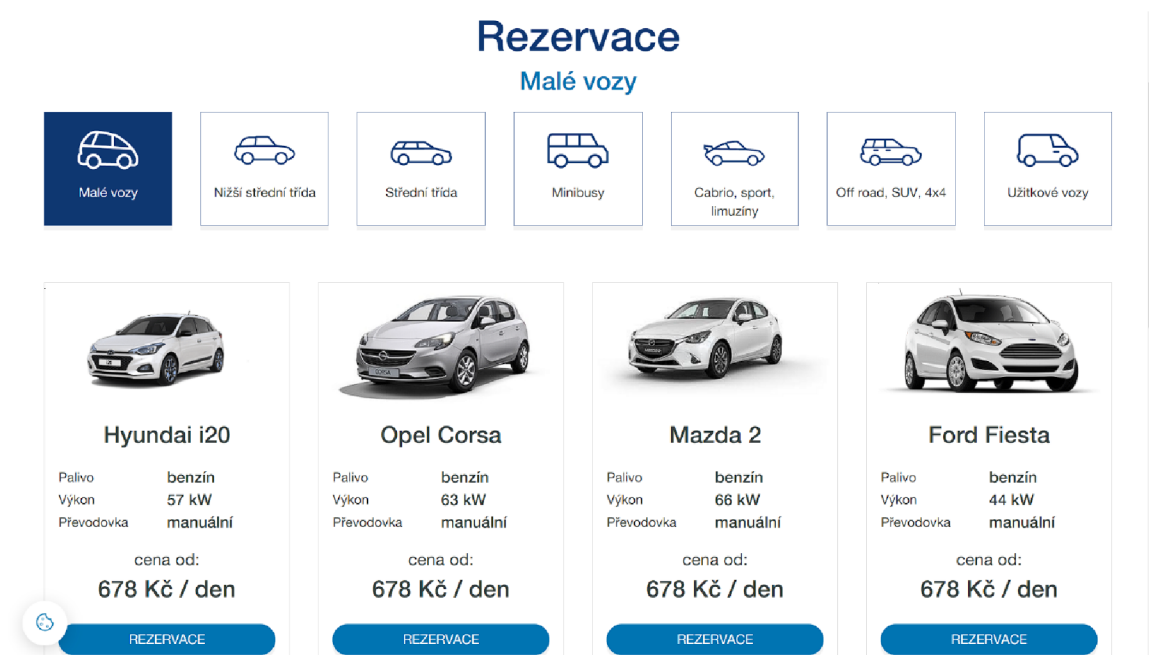 Rezervace
Malé vozy
Malé vozy
Nižší střední třída
Střední třída
Minibusy
Cabrio, sport,
limuzíny
Off road, SUV, 4x4
Užitkové vozy
Hyundai i20
Palivo benzín
Výkon 57 kW
Převodovka manuální
cena od:
678 Kč / den
REZERVACE
CORSA
Opel Corsa
Palivo benzín
Výkon 63 kW
Převodovka manuální
cena od:
678 Kč / den
REZERVACE
Mazda 2
Palivo benzín
Výkon 66 kW
Převodovka manuální
cena od:
678 Kč / den
REZERVACE
Ford Fiesta
Palivo benzín
Výkon 44 kW
Převodovka manuální
cena od:
678 Kč / den
REZERVACE